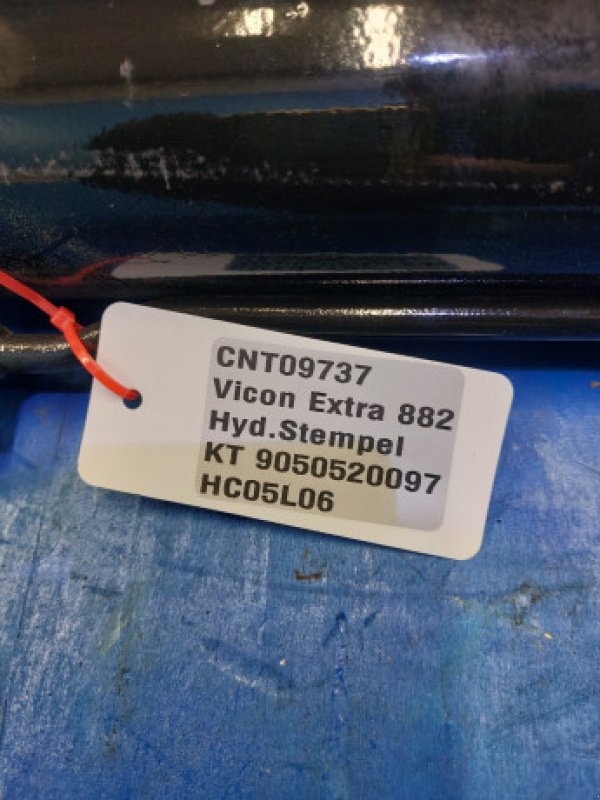 CNT09737
Vicon Extra 882
Hyd.Stempel
KT 9050520097
HC05L06